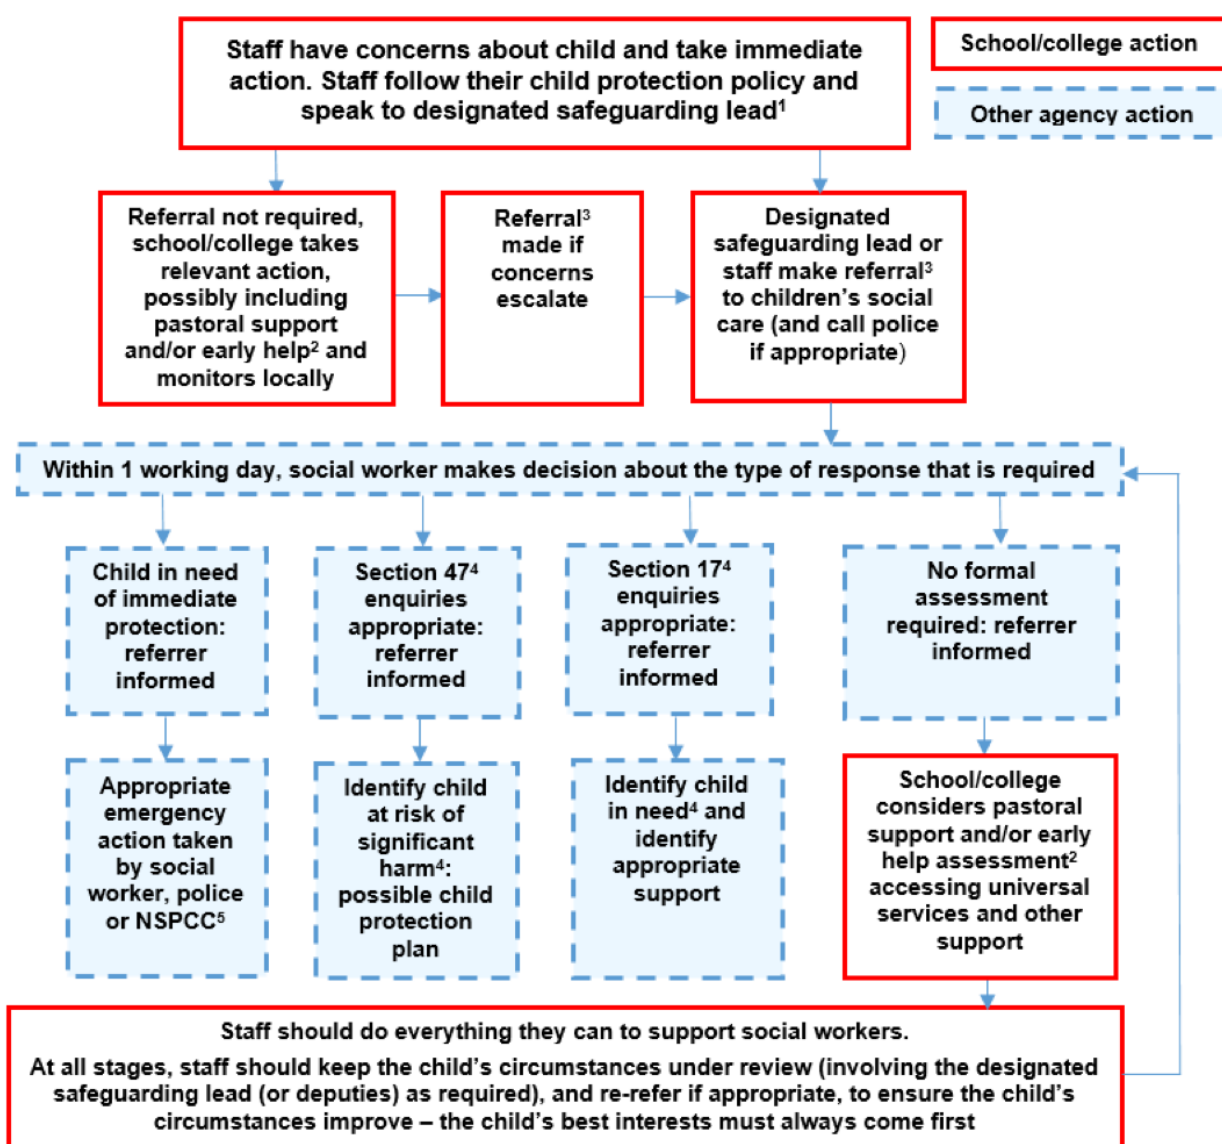 Staff have concerns about child and take immediate
action. Staff follow their child protection policy and
speak to designated safeguarding lead¹
School/college action
Other agency action
Referral not required,
school/college takes
relevant action,
possibly including
pastoral support
and/or early help² and
monitors locally
Referral³
made if
concerns
escalate
Designated
safeguarding lead or
staff make referral³
to children’s social
care (and call police
if appropriate)
Within 1 working day, social worker makes decision about the type of response that is required
Child in need
of immediate
protection:
referrer
informed
Section 47⁴
enquiries
appropriate:
referrer
informed
Section 17⁴
enquiries
appropriate:
referrer
informed
No formal
assessment
required: referrer
informed
Appropriate
emergency
action taken
by social
worker, police
or NSPCC⁵
Identify child
at risk of
significant
harm⁴:
possible child
protection
plan
Identify child
in need⁴ and
identify
appropriate
support
School/college
considers pastoral
support and/or early
help assessment²
accessing universal
services and other
support
Staff should do everything they can to support social workers.
At all stages, staff should keep the child’s circumstances under review (involving the designated
safeguarding lead (or deputies) as required), and re-refer if appropriate, to ensure the child’s
circumstances improve – the child’s best interests must always come first